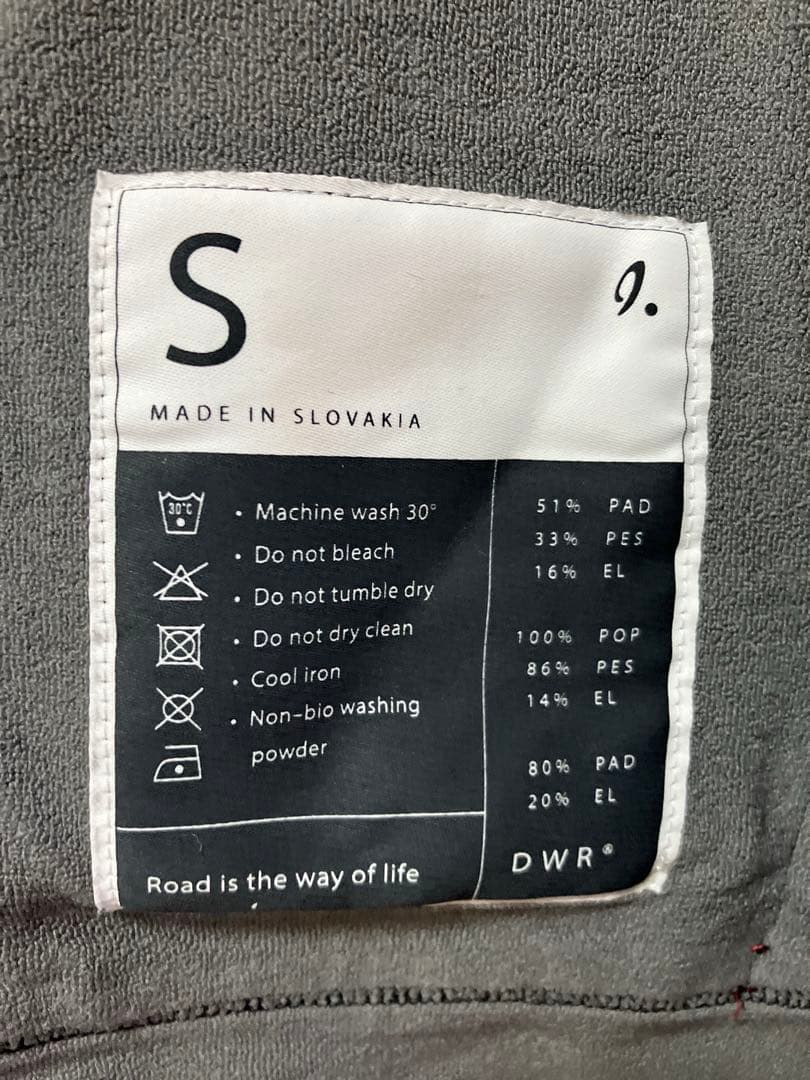 S
MADE IN SLOVAKIA
30°C
• Machine wash 30°
• Do not bleach
• Do not tumble dry
• Do not dry clean
• Cool iron
• Non-bio washing
powder
Road is the way of life
51% PAD
33% PES
16% EL
100% POP
86% PES
14% EL
80% PAD
20% EL
DWR®